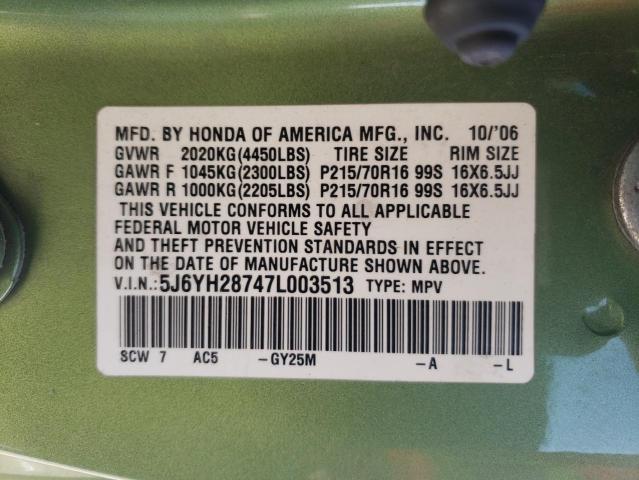 MFD. BY HONDA OF AMERICA MFG., INC. 10/'06
GVWR 2020KG(4450LBS) TIRE SIZE RIM SIZE
GAWR F 1045KG(2300LBS) P215/70R16 99S 16X6.5JJ
GAWR R 1000KG(2205LBS) P215/70R16 99S 16X6.5JJ
THIS VEHICLE CONFORMS TO ALL APPLICABLE
FEDERAL MOTOR VEHICLE SAFETY
AND THEFT PREVENTION STANDARDS IN EFFECT
ON THE DATE OF MANUFACTURE SHOWN ABOVE.
V.I.N.:5J6YH28747L003513 TYPE: MPV
SCW 7 AC5 -GY25M -A -L